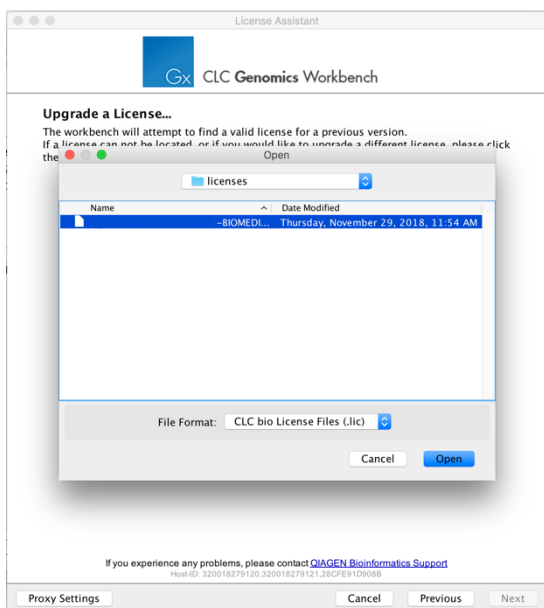 License Assistant
Gx CLC Genomics Workbench
Upgrade a License...
The workbench will attempt to find a valid license for a previous version.
If a license can not be located, or if you would like to upgrade a different license, please click
the
Open
licenses
Name Date Modified
-BIOMEDI... Thursday, November 29, 2018, 11:54 AM
File Format: CLC bio License Files (.lic)
Cancel Open
If you experience any problems, please contact QIAGEN Bioinformatics Support
Host-ID: 320018279120,320018279121,28CFE91D908B
Proxy Settings Cancel Previous Next